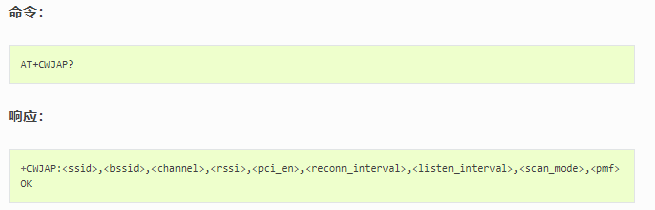 命令：
AT+CWJAP?
响应：
+CWJAP:<ssid>,<bssid>,<channel>,<rssi>,<pci_en>,<reconn_interval>,<listen_interval>,<scan_mode>,<pmf>
OK